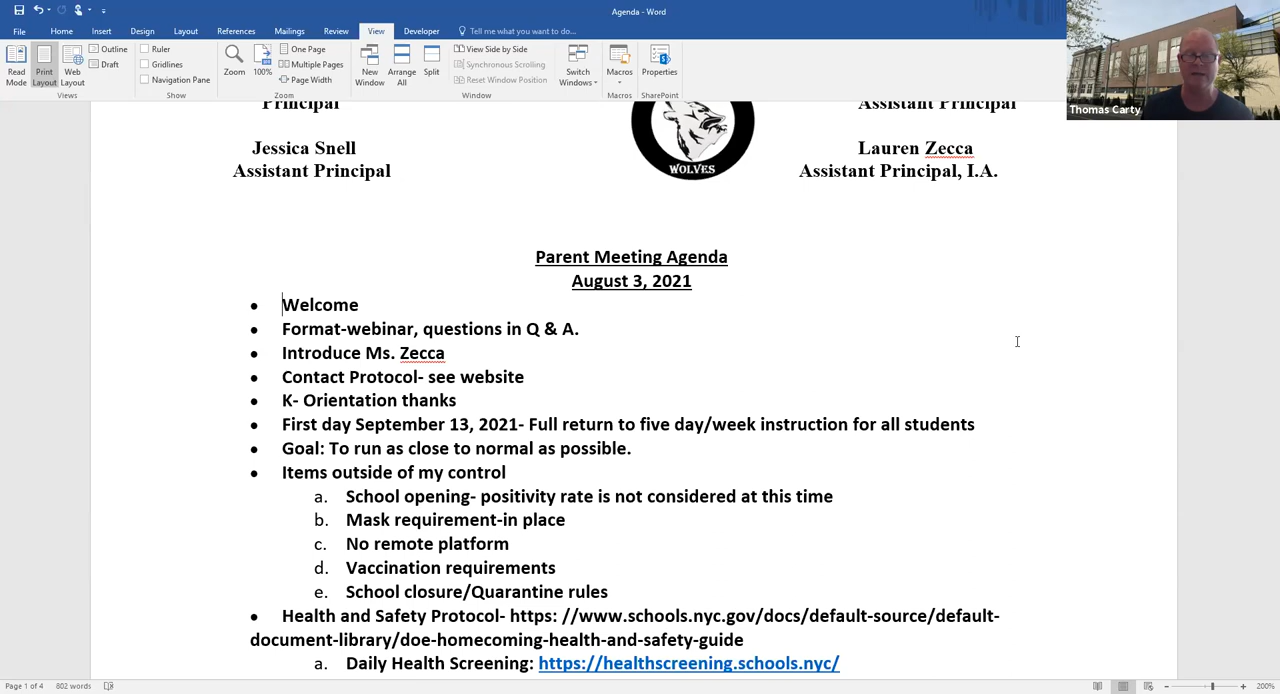 Agenda - Word
File Home Insert Design Layout References Mailings Review View Developer Tell me what you want to do...
Read Mode Print Layout Web Layout Outline Draft Views
Ruler Gridlines Navigation Pane Show
Zoom 100% One Page Multiple Pages Page Width Zoom
New Window Arrange All Split View Side by Side Synchronous Scrolling Reset Window Position Switch Windows Window
Macros Macros
Properties SharePoint
Thomas Carty
Principal Assistant Principal
Jessica Snell Lauren Zecca
Assistant Principal WOLVES Assistant Principal, I.A.
Parent Meeting Agenda
August 3, 2021
• Welcome
• Format-webinar, questions in Q & A.
• Introduce Ms. Zecca
• Contact Protocol- see website
• K- Orientation thanks
• First day September 13, 2021- Full return to five day/week instruction for all students
• Goal: To run as close to normal as possible.
• Items outside of my control
a. School opening- positivity rate is not considered at this time
b. Mask requirement-in place
c. No remote platform
d. Vaccination requirements
e. School closure/Quarantine rules
• Health and Safety Protocol- https: //www.schools.nyc.gov/docs/default-source/default-
document-library/doe-homecoming-health-and-safety-guide
a. Daily Health Screening: https://healthscreening.schools.nyc/
Page 1 of 4 802 words 200%